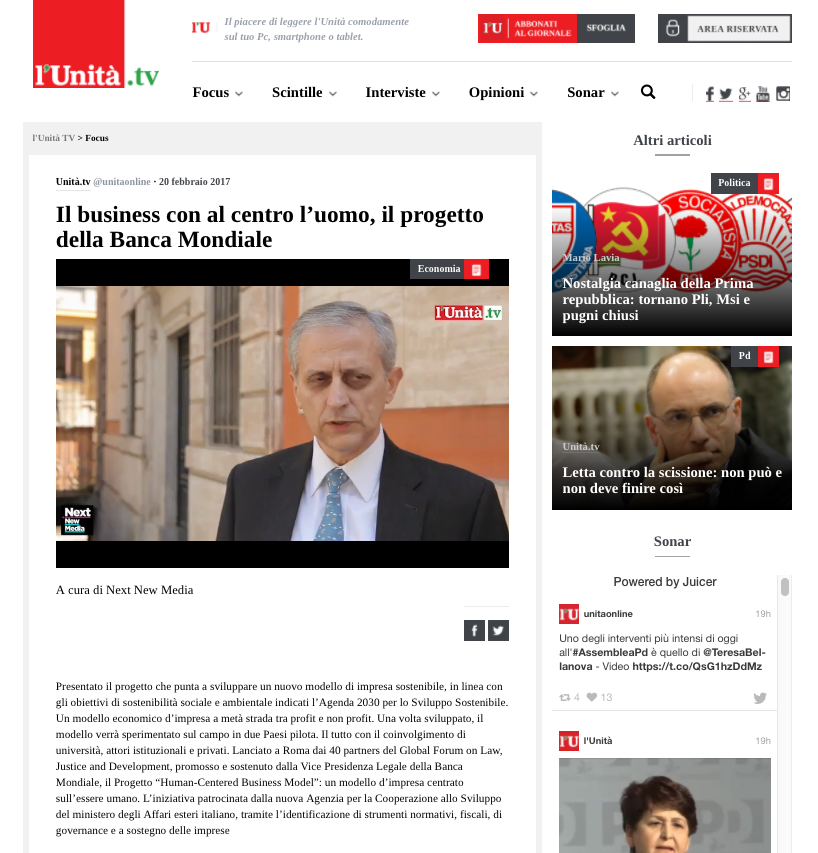 l'Unità.tv
Il piacere di leggere l'Unità comodamente
sul tuo Pc, smartphone o tablet.
l'U ABBONATI
AL GIORNALE
SFOGLIA
AREA RISERVATA
Focus
Scintille
Interviste
Opinioni
Sonar
l'Unità TV > Focus
Unità.tv @unitaonline · 20 febbraio 2017
Il business con al centro l’uomo, il progetto
della Banca Mondiale
Economia
l'Unità.tv
Next
New
Media
A cura di Next New Media
Presentato il progetto che punta a sviluppare un nuovo modello di impresa sostenibile, in linea con
gli obiettivi di sostenibilità sociale e ambientale indicati l’Agenda 2030 per lo Sviluppo Sostenibile.
Un modello economico d’impresa a metà strada tra profit e non profit. Una volta sviluppato, il
modello verrà sperimentato sul campo in due Paesi pilota. Il tutto con il coinvolgimento di
università, attori istituzionali e privati. Lanciato a Roma dai 40 partners del Global Forum on Law,
Justice and Development, promosso e sostenuto dalla Vice Presidenza Legale della Banca
Mondiale, il Progetto “Human-Centered Business Model”: un modello d’impresa centrato
sull’essere umano. L’iniziativa patrocinata dalla nuova Agenzia per la Cooperazione allo Sviluppo
del ministero degli Affari esteri italiano, tramite l’identificazione di strumenti normativi, fiscali, di
governance e a sostegno delle imprese
Altri articoli
Politica
SOCIALISTA
PSDI
Mario Lavia
Nostalgia canaglia della Prima
repubblica: tornano Pli, Msi e
pugni chiusi
Pd
Unità.tv
Letta contro la scissione: non può e
non deve finire così
Sonar
Powered by Juicer
l'U unitaonline 19h
Uno degli interventi più intensi di oggi
all'#AssembleaPd è quello di @TeresaBel-
lanova - Video https://t.co/QsG1hzDdMz
4 13
l'U l'Unità 19h